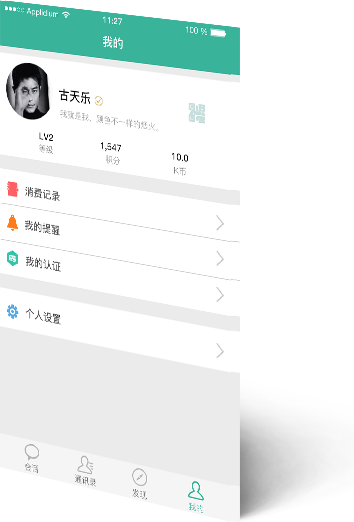 Applidium 11:27 100 %
我的
古天乐
我就是我，颜色不一样的烟火。
LV2 1,547 10.0
等级 积分 K币
消费记录
我的提醒
我的认证
个人设置
会话 通讯录 发现 我的